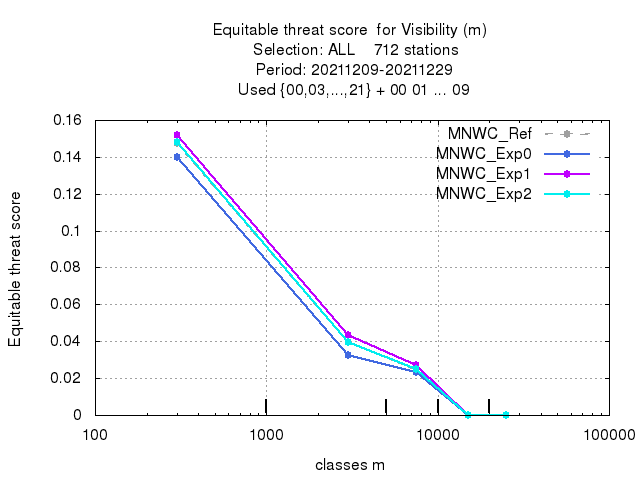 Equitable threat score  for Visibility (m)
Selection: ALL    712 stations
Period: 20211209-20211229
Used {00,03,...,21} + 00 01 ... 09
0.16
0.14
0.12
0.1
0.08
0.06
0.04
0.02
0
Equitable threat score
MNWC_Ref
MNWC_Exp0
MNWC_Exp1
MNWC_Exp2
100 1000 10000 100000
classes m